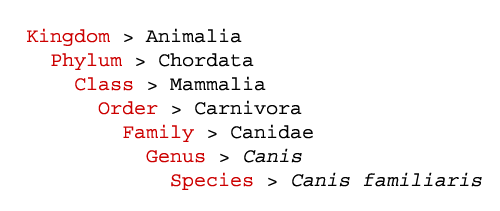 Kingdom > Animalia
Phylum > Chordata
Class > Mammalia
Order > Carnivora
Family > Canidae
Genus > Canis
Species > Canis familiaris